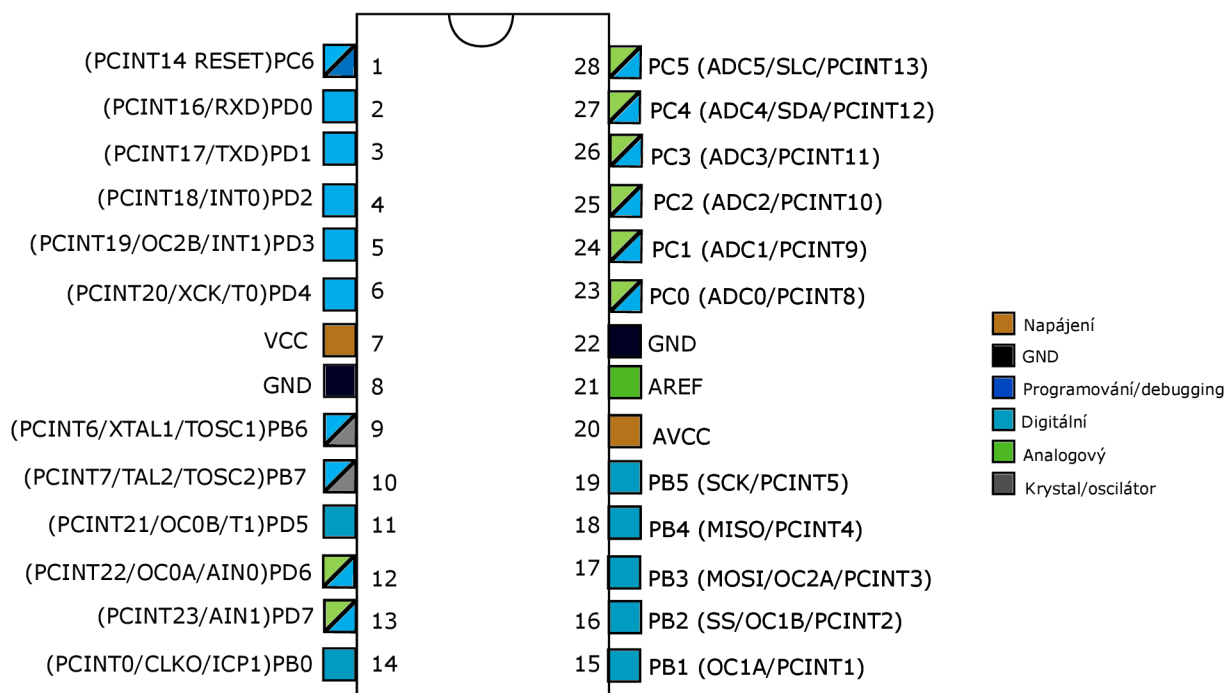 (PCINT14 RESET)PC6 1
(PCINT16/RXD)PD0 2
(PCINT17/TXD)PD1 3
(PCINT18/INT0)PD2 4
(PCINT19/OC2B/INT1)PD3 5
(PCINT20/XCK/T0)PD4 6
VCC 7
GND 8
(PCINT6/XTAL1/TOSC1)PB6 9
(PCINT7/TAL2/TOSC2)PB7 10
(PCINT21/OC0B/T1)PD5 11
(PCINT22/OC0A/AIN0)PD6 12
(PCINT23/AIN1)PD7 13
(PCINT0/CLKO/ICP1)PB0 14
28 PC5 (ADC5/SLC/PCINT13)
27 PC4 (ADC4/SDA/PCINT12)
26 PC3 (ADC3/PCINT11)
25 PC2 (ADC2/PCINT10)
24 PC1 (ADC1/PCINT9)
23 PC0 (ADC0/PCINT8)
22 GND
21 AREF
20 AVCC
19 PB5 (SCK/PCINT5)
18 PB4 (MISO/PCINT4)
17 PB3 (MOSI/OC2A/PCINT3)
16 PB2 (SS/OC1B/PCINT2)
15 PB1 (OC1A/PCINT1)
Napájení
GND
Programování/debugging
Digitální
Analogový
Krystal/oscilátor